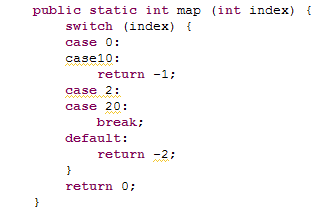 public static int map (int index) {
switch (index) {
case 0:
case10:
return -1;
case 2:
case 20:
break;
default:
return -2;
}
return 0;
}